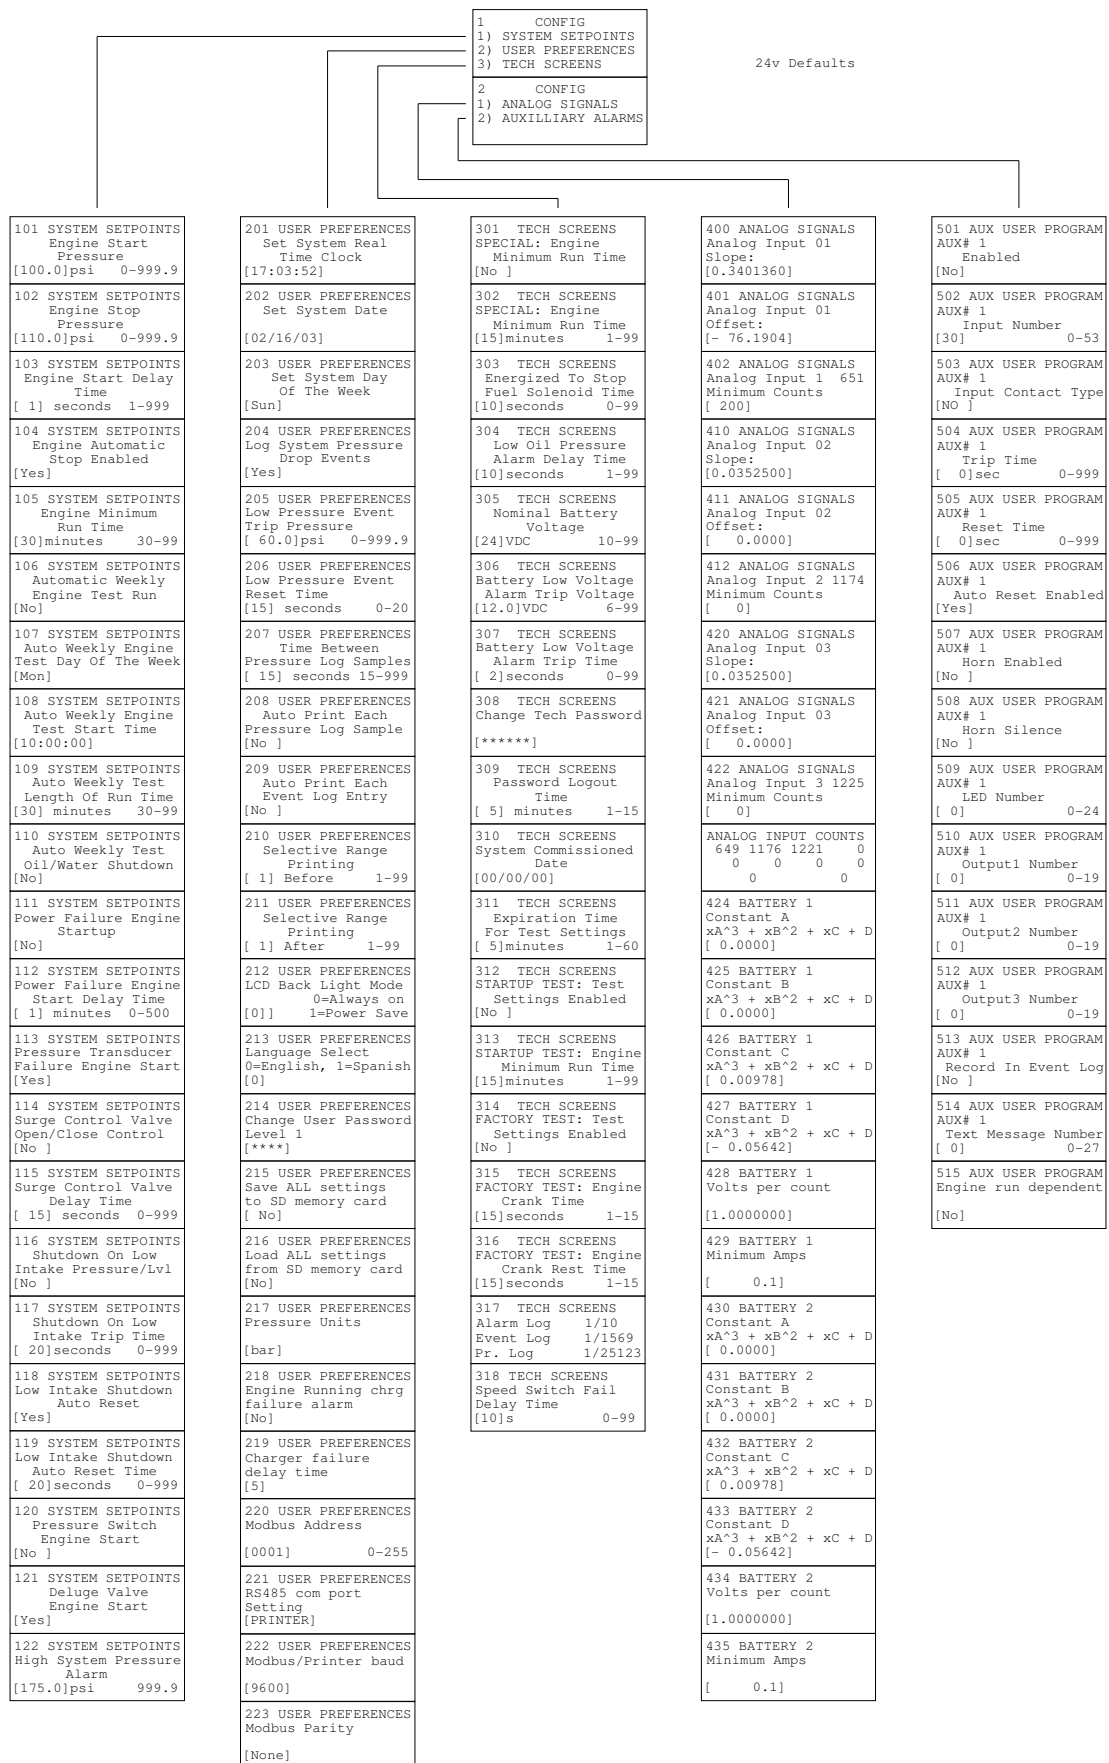 1      CONFIG
1) SYSTEM SETPOINTS
2) USER PREFERENCES
3) TECH SCREENS
2      CONFIG
1) ANALOG SIGNALS
2) AUXILLIARY ALARMS
24v Defaults
101 SYSTEM SETPOINTS
Engine Start
Pressure
[100.0]psi 0-999.9
102 SYSTEM SETPOINTS
Engine Stop
Pressure
[110.0]psi 0-999.9
103 SYSTEM SETPOINTS
Engine Start Delay
Time
[ 1] seconds 1-999
104 SYSTEM SETPOINTS
Engine Automatic
Stop Enabled
[Yes]
105 SYSTEM SETPOINTS
Engine Minimum
Run Time
[30]minutes 30-99
106 SYSTEM SETPOINTS
Automatic Weekly
Engine Test Run
[No]
107 SYSTEM SETPOINTS
Auto Weekly Engine
Test Day Of The Week
[Mon]
108 SYSTEM SETPOINTS
Auto Weekly Engine
Test Start Time
[10:00:00]
109 SYSTEM SETPOINTS
Auto Weekly Test
Length Of Run Time
[30] minutes 30-99
110 SYSTEM SETPOINTS
Auto Weekly Test
Oil/Water Shutdown
[No]
111 SYSTEM SETPOINTS
Power Failure Engine
Startup
[No]
112 SYSTEM SETPOINTS
Power Failure Engine
Start Delay Time
[ 1] minutes 0-500
113 SYSTEM SETPOINTS
Pressure Transducer
Failure Engine Start
[Yes]
114 SYSTEM SETPOINTS
Surge Control Valve
Open/Close Control
[No ]
115 SYSTEM SETPOINTS
Surge Control Valve
Delay Time
[ 15] seconds 0-999
116 SYSTEM SETPOINTS
Shutdown On Low
Intake Pressure/Lvl
[No ]
117 SYSTEM SETPOINTS
Shutdown On Low
Intake Trip Time
[ 20]seconds 0-999
118 SYSTEM SETPOINTS
Low Intake Shutdown
Auto Reset
[Yes]
119 SYSTEM SETPOINTS
Low Intake Shutdown
Auto Reset Time
[ 20]seconds 0-999
120 SYSTEM SETPOINTS
Pressure Switch
Engine Start
[No ]
121 SYSTEM SETPOINTS
Deluge Valve
Engine Start
[Yes]
122 SYSTEM SETPOINTS
High System Pressure
Alarm
[175.0]psi 999.9
201 USER PREFERENCES
Set System Real
Time Clock
[17:03:52]
202 USER PREFERENCES
Set System Date
[02/16/03]
203 USER PREFERENCES
Set System Day
Of The Week
[Sun]
204 USER PREFERENCES
Log System Pressure
Drop Events
[Yes]
205 USER PREFERENCES
Low Pressure Event
Trip Pressure
[ 60.0]psi 0-999.9
206 USER PREFERENCES
Low Pressure Event
Reset Time
[15] seconds 0-20
207 USER PREFERENCES
Time Between
Pressure Log Samples
[ 15] seconds 15-999
208 USER PREFERENCES
Auto Print Each
Pressure Log Sample
[No ]
209 USER PREFERENCES
Auto Print Each
Event Log Entry
[No ]
210 USER PREFERENCES
Selective Range
Printing
[ 1] Before 1-99
211 USER PREFERENCES
Selective Range
Printing
[ 1] After 1-99
212 USER PREFERENCES
LCD Back Light Mode
0=Always on
[0]] 1=Power Save
213 USER PREFERENCES
Language Select
0=English, 1=Spanish
[0]
214 USER PREFERENCES
Change User Password
Level 1
[****]
215 USER PREFERENCES
Save ALL settings
to SD memory card
[ No]
216 USER PREFERENCES
Load ALL settings
from SD memory card
[No]
217 USER PREFERENCES
Pressure Units
[bar]
218 USER PREFERENCES
Engine Running chrg
failure alarm
[No]
219 USER PREFERENCES
Charger failure
delay time
[5]
220 USER PREFERENCES
Modbus Address
[0001] 0-255
221 USER PREFERENCES
RS485 com port
Setting
[PRINTER]
222 USER PREFERENCES
Modbus/Printer baud
[9600]
223 USER PREFERENCES
Modbus Parity
[None]
301 TECH SCREENS
SPECIAL: Engine
Minimum Run Time
[No ]
302 TECH SCREENS
SPECIAL: Engine
Minimum Run Time
[15]minutes 1-99
303 TECH SCREENS
Energized To Stop
Fuel Solenoid Time
[10]seconds 0-99
304 TECH SCREENS
Low Oil Pressure
Alarm Delay Time
[10]seconds 1-99
305 TECH SCREENS
Nominal Battery
Voltage
[24]VDC 10-99
306 TECH SCREENS
Battery Low Voltage
Alarm Trip Voltage
[12.0]VDC 6-99
307 TECH SCREENS
Battery Low Voltage
Alarm Trip Time
[ 2]seconds 0-99
308 TECH SCREENS
Change Tech Password
[******]
309 TECH SCREENS
Password Logout
Time
[ 5] minutes 1-15
310 TECH SCREENS
System Commissioned
Date
[00/00/00]
311 TECH SCREENS
Expiration Time
For Test Settings
[ 5]minutes 1-60
312 TECH SCREENS
STARTUP TEST: Test
Settings Enabled
[No ]
313 TECH SCREENS
STARTUP TEST: Engine
Minimum Run Time
[15]minutes 1-99
314 TECH SCREENS
FACTORY TEST: Test
Settings Enabled
[No ]
315 TECH SCREENS
FACTORY TEST: Engine
Crank Time
[15]seconds 1-15
316 TECH SCREENS
FACTORY TEST: Engine
Crank Rest Time
[15]seconds 1-15
317 TECH SCREENS
Alarm Log 1/10
Event Log 1/1569
Pr. Log 1/25123
318 TECH SCREENS
Speed Switch Fail
Delay Time
[10]s 0-99
400 ANALOG SIGNALS
Analog Input 01
Slope:
[0.3401360]
401 ANALOG SIGNALS
Analog Input 01
Offset:
[- 76.1904]
402 ANALOG SIGNALS
Analog Input 1 651
Minimum Counts
[ 200]
410 ANALOG SIGNALS
Analog Input 02
Slope:
[0.0352500]
411 ANALOG SIGNALS
Analog Input 02
Offset:
[ 0.0000]
412 ANALOG SIGNALS
Analog Input 2 1174
Minimum Counts
[ 0]
420 ANALOG SIGNALS
Analog Input 03
Slope:
[0.0352500]
421 ANALOG SIGNALS
Analog Input 03
Offset:
[ 0.0000]
422 ANALOG SIGNALS
Analog Input 3 1225
Minimum Counts
[ 0]
ANALOG INPUT COUNTS
649 1176 1221 0
0 0 0 0
0 0
424 BATTERY 1
Constant A
xA^3 + xB^2 + xC + D
[ 0.0000]
425 BATTERY 1
Constant B
xA^3 + xB^2 + xC + D
[ 0.0000]
426 BATTERY 1
Constant C
xA^3 + xB^2 + xC + D
[ 0.00978]
427 BATTERY 1
Constant D
xA^3 + xB^2 + xC + D
[- 0.05642]
428 BATTERY 1
Volts per count
[1.0000000]
429 BATTERY 1
Minimum Amps
[ 0.1]
430 BATTERY 2
Constant A
xA^3 + xB^2 + xC + D
[ 0.0000]
431 BATTERY 2
Constant B
xA^3 + xB^2 + xC + D
[ 0.0000]
432 BATTERY 2
Constant C
xA^3 + xB^2 + xC + D
[ 0.00978]
433 BATTERY 2
Constant D
xA^3 + xB^2 + xC + D
[- 0.05642]
434 BATTERY 2
Volts per count
[1.0000000]
435 BATTERY 2
Minimum Amps
[ 0.1]
501 AUX USER PROGRAM
AUX# 1
Enabled
[No]
502 AUX USER PROGRAM
AUX# 1
Input Number
[30] 0-53
503 AUX USER PROGRAM
AUX# 1
Input Contact Type
[NO ]
504 AUX USER PROGRAM
AUX# 1
Trip Time
[ 0]sec 0-999
505 AUX USER PROGRAM
AUX# 1
Reset Time
[ 0]sec 0-999
506 AUX USER PROGRAM
AUX# 1
Auto Reset Enabled
[Yes]
507 AUX USER PROGRAM
AUX# 1
Horn Enabled
[No ]
508 AUX USER PROGRAM
AUX# 1
Horn Silence
[No ]
509 AUX USER PROGRAM
AUX# 1
LED Number
[ 0] 0-24
510 AUX USER PROGRAM
AUX# 1
Output1 Number
[ 0] 0-19
511 AUX USER PROGRAM
AUX# 1
Output2 Number
[ 0] 0-19
512 AUX USER PROGRAM
AUX# 1
Output3 Number
[ 0] 0-19
513 AUX USER PROGRAM
AUX# 1
Record In Event Log
[No ]
514 AUX USER PROGRAM
AUX# 1
Text Message Number
[ 0] 0-27
515 AUX USER PROGRAM
Engine run dependent
[No]